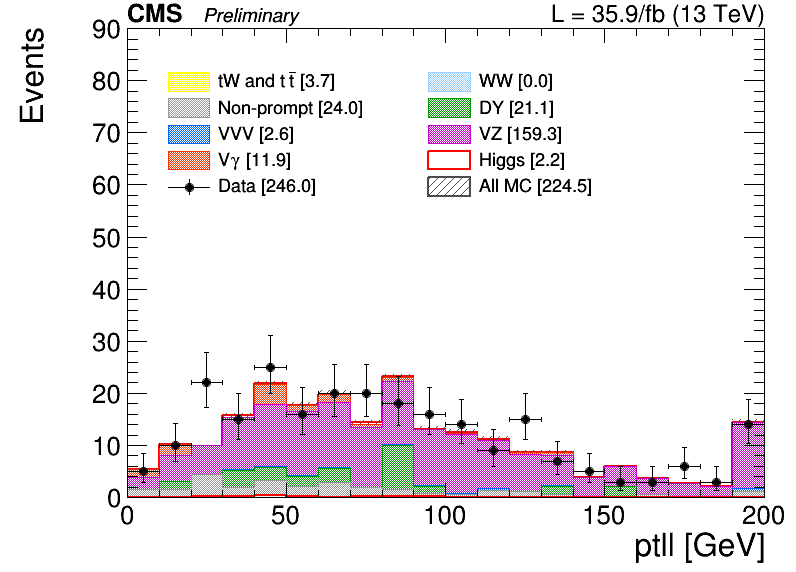 CMS Preliminary L = 35.9/fb (13 TeV)
Events
90
80
70
60
50
40
30
20
10
0
tW and t t̅ [3.7]
WW [0.0]
Non-prompt [24.0]
DY [21.1]
VVV [2.6]
VZ [159.3]
Vγ [11.9]
Higgs [2.2]
Data [246.0]
All MC [224.5]
0 50 100 150 200
ptll [GeV]